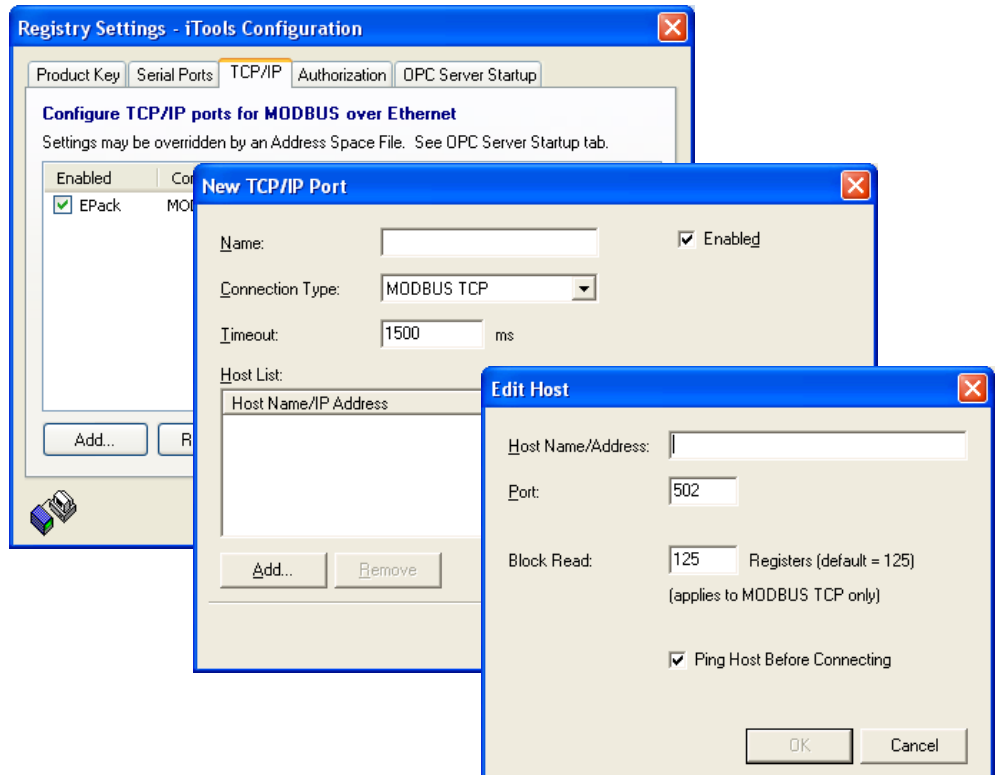 Registry Settings - iTools Configuration
Product Key Serial Ports TCP/IP Authorization OPC Server Startup
Configure TCP/IP ports for MODBUS over Ethernet
Settings may be overridden by an Address Space File. See OPC Server Startup tab.
Enabled Co
EPack MOD
Add... R
New TCP/IP Port
Name: Enabled
Connection Type: MODBUS TCP
Timeout: 1500 ms
Host List:
Host Name/IP Address
Add... Remove
Edit Host
Host Name/Address:
Port: 502
Block Read: 125 Registers (default = 125)
(applies to MODBUS TCP only)
Ping Host Before Connecting
OK Cancel